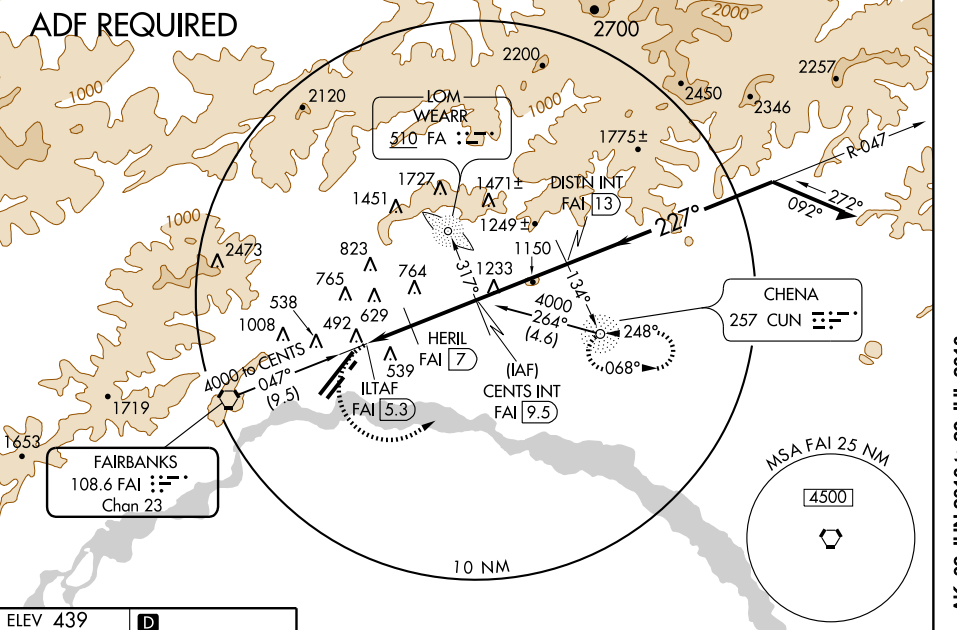 ADF REQUIRED
2700
2000
2200
2257
1000
2120
2450
2346
1000
LOM
WEARR
510 FA
1775±
R-047
1727
1471±
1451
DISTN INT
FAI 13
272°
092°
1249±
227°
1000
2473
823
1150
317°
1233
134°
765
764
4000
264°
(4.6)
CHENA
257 CUN
538
629
248°
1008
492
HERIL
FAI 7
068°
4000 to CENTS
047°
(9.5)
539
(IAF)
CENTS INT
FAI 9.5
ILTAF
FAI 5.3
1719
1653
FAIRBANKS
108.6 FAI
Chan 23
MSA FAI 25 NM
4500
10 NM
ELEV 439
D